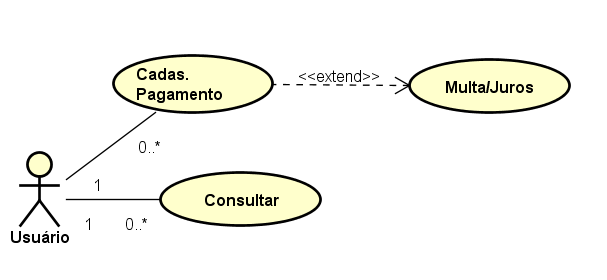 Cadas.
Pagamento
<<extend>>
Multa/Juros
0..*
1
Consultar
Usuário
1
0..*